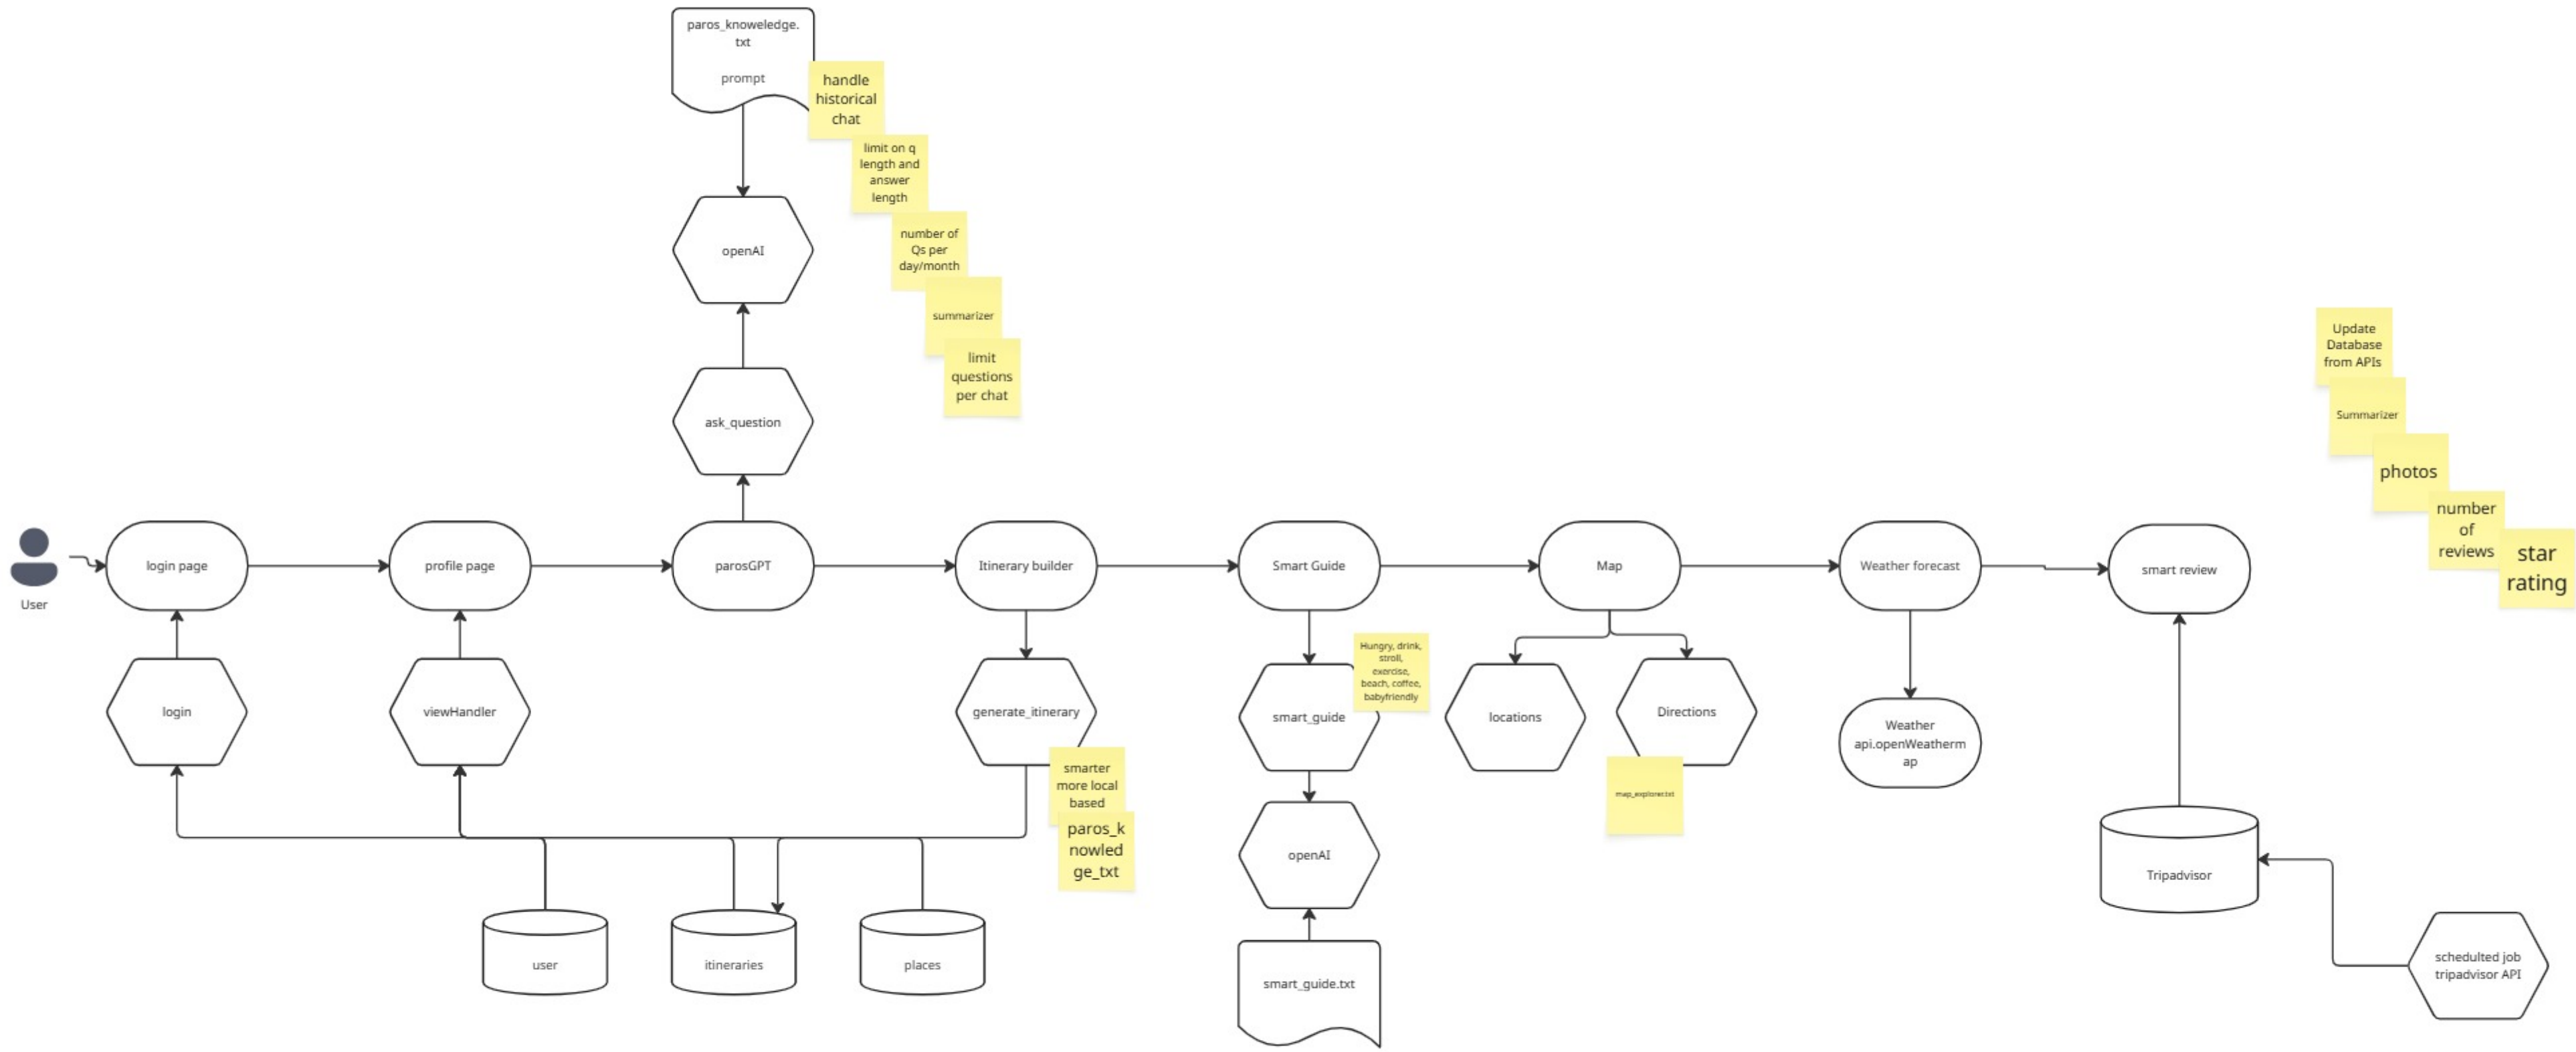 paros_knoweledge.
txt
prompt
handle
historical
chat
limit on q
length and
answer
length
number of
Qs per
day/month
summarizer
limit
questions
per chat
openAI
ask_question
Update
Database
from APIs
Summarizer
photos
number
of
reviews
star
rating
User
login page
profile page
parosGPT
Itinerary builder
Smart Guide
Map
Weather forecast
smart review
login
viewHandler
generate_itinerary
smarter
more local
based
paros_k
nowled
ge_txt
smart_guide
Hungry, drink,
stroll,
exercise,
beach, coffee,
babyfriendly
locations
Directions
map_explorer.txt
Weather
api.openWeatherm
ap
openAI
smart_guide.txt
user
itineraries
places
Tripadvisor
schedulted job
tripadvisor API